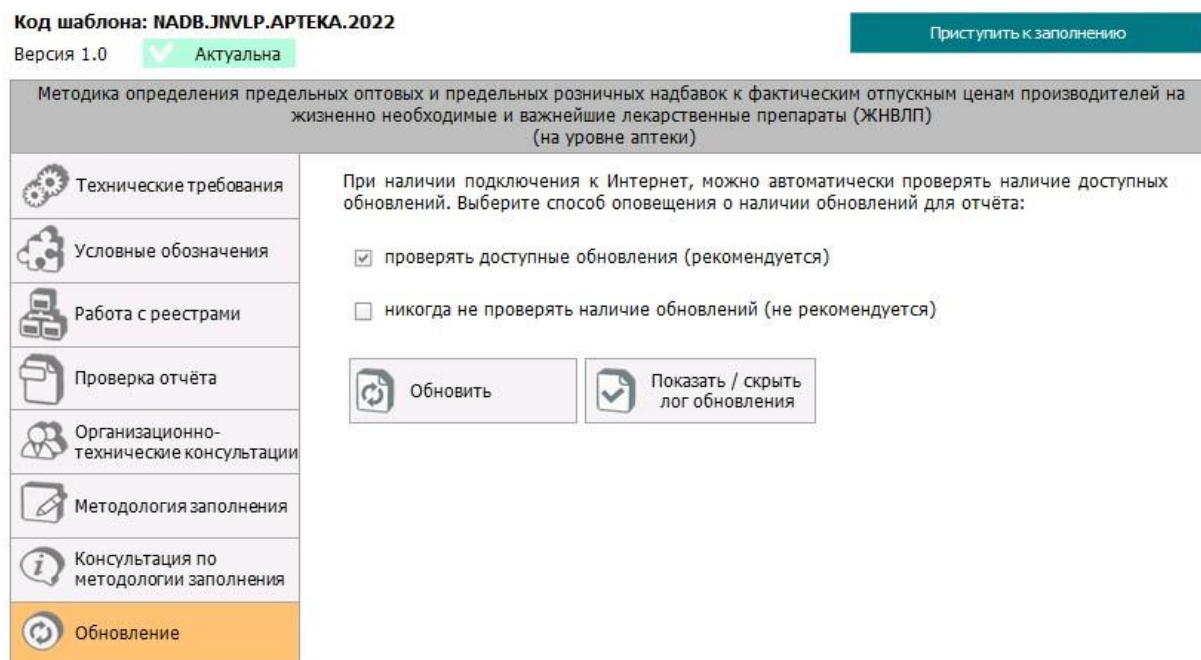 Код шаблона: NADB.JNVLP.APTEKA.2022
Приступить к заполнению
Версия 1.0
Актуальна
Методика определения предельных оптовых и предельных розничных надбавок к фактическим отпускным ценам производителей на
жизненно необходимые и важнейшие лекарственные препараты (ЖНВЛП)
(на уровне аптеки)
Технические требования
Условные обозначения
Работа с реестрами
Проверка отчёта
Организационно-
технические консультации
Методология заполнения
Консультация по
методологии заполнения
Обновление
При наличии подключения к Интернет, можно автоматически проверять наличие доступных
обновлений. Выберите способ оповещения о наличии обновлений для отчёта:
проверять доступные обновления (рекомендуется)
никогда не проверять наличие обновлений (не рекомендуется)
Обновить
Показать / скрыть
лог обновления